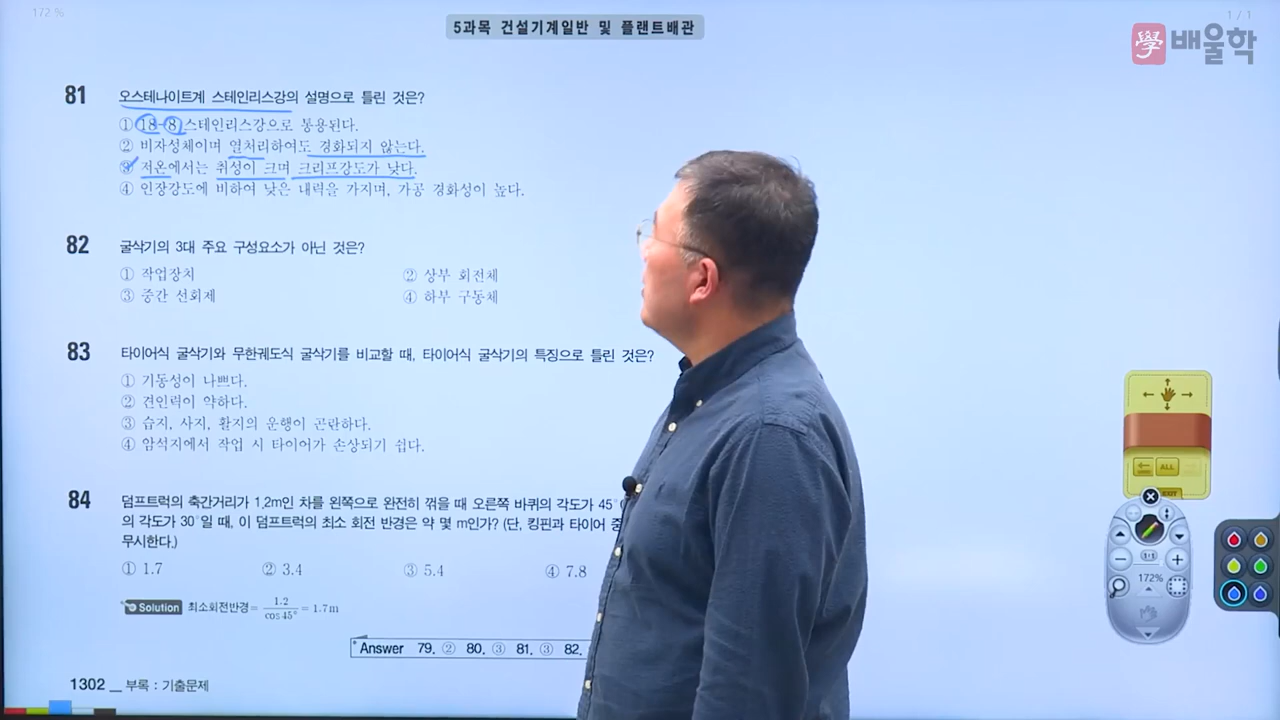 172 %
5과목 건설기계일반 및 플랜트배관
1 / 1
學 배울학
81 오스테나이트계 스테인리스강의 설명으로 틀린 것은?
① 18-8 스테인리스강으로 통용된다.
② 비자성체이며 열처리하여도 경화되지 않는다.
③ 저온에서는 취성이 크며 크리프강도가 낮다.
④ 인장강도에 비하여 낮은 내력을 가지며, 가공 경화성이 높다.
82 굴삭기의 3대 주요 구성요소가 아닌 것은?
① 작업장치 ② 상부 회전체
③ 중간 선회제 ④ 하부 구동체
83 타이어식 굴삭기와 무한궤도식 굴삭기를 비교할 때, 타이어식 굴삭기의 특징으로 틀린 것은?
① 기동성이 나쁘다.
② 견인력이 약하다.
③ 습지, 사지, 활지의 운행이 곤란하다.
④ 암석지에서 작업 시 타이어가 손상되기 쉽다.
84 덤프트럭의 축간거리가 1.2m인 차를 왼쪽으로 완전히 꺾을 때 오른쪽 바퀴의 각도가 45°
의 각도가 30°일 때, 이 덤프트럭의 최소 회전 반경은 약 몇 m인가? (단, 킹핀과 타이어 중
무시한다.)
① 1.7 ② 3.4 ③ 5.4 ④ 7.8
Solution 최소회전반경 = 1.2 / cos45° = 1.7m
Answer 79. ② 80. ③ 81. ③ 82.
1302 _ 부록 : 기출문제
ALL
EXIT
1:1
172%